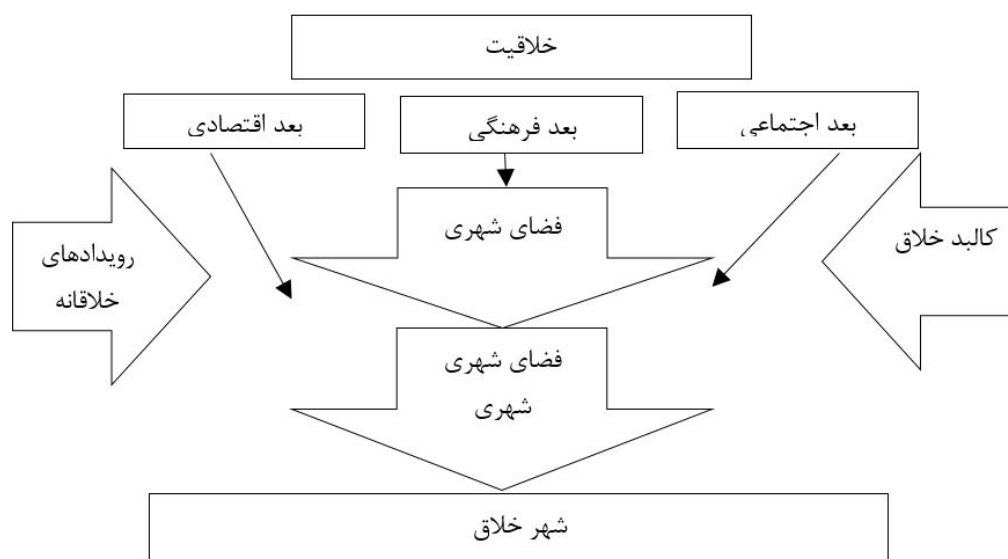 خلاقیت
بعد اجتماعی
بعد فرهنگی
بعد اقتصادی
فضای شهری
کالبد خلاق
رویدادهای
خلاقانه
فضای شهری
شهری
شهر خلاق